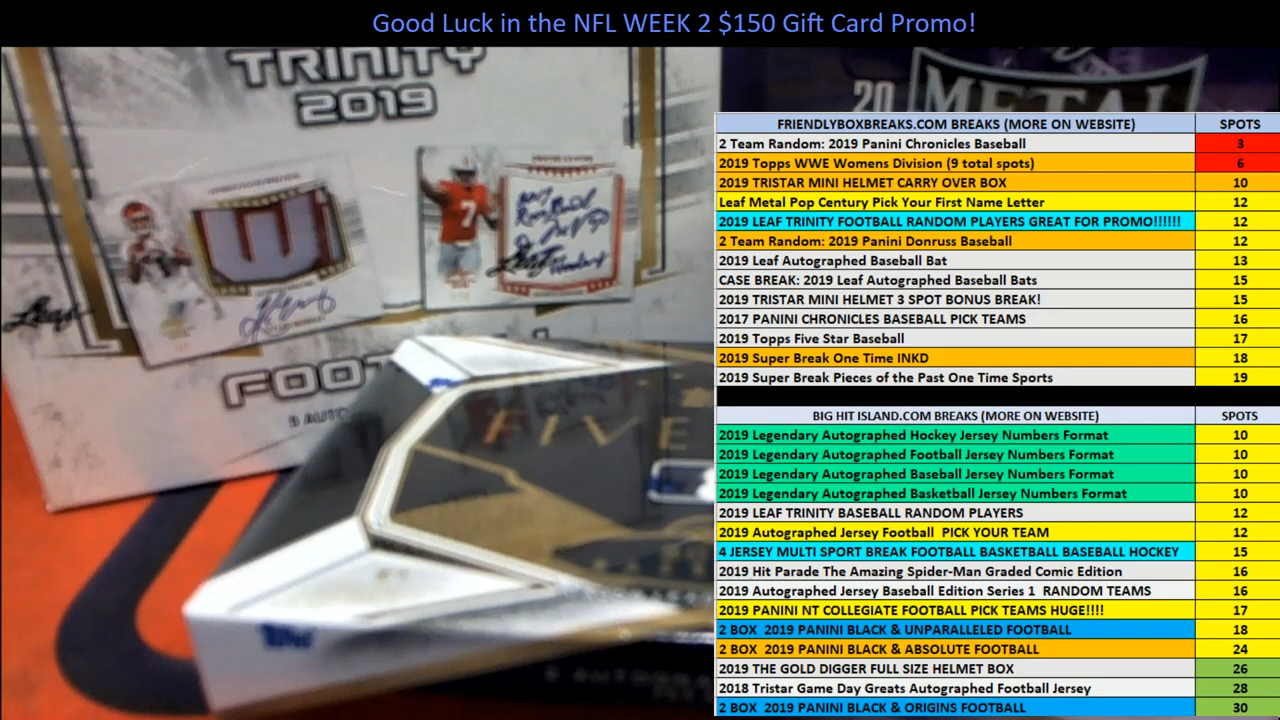 Good Luck in the NFL WEEK 2 $150 Gift Card Promo!
TRINITY
2019
7
Leaf
FOOT
FIVE
topps
20
METAL
FRIENDLYBOXBREAKS.COM BREAKS (MORE ON WEBSITE) SPOTS
2 Team Random: 2019 Panini Chronicles Baseball 3
2019 Topps WWE Womens Division (9 total spots) 6
2019 TRISTAR MINI HELMET CARRY OVER BOX 10
Leaf Metal Pop Century Pick Your First Name Letter 12
2019 LEAF TRINITY FOOTBALL RANDOM PLAYERS GREAT FOR PROMO!!!!!! 12
2 Team Random: 2019 Panini Donruss Baseball 12
2019 Leaf Autographed Baseball Bat 13
CASE BREAK: 2019 Leaf Autographed Baseball Bats 15
2019 TRISTAR MINI HELMET 3 SPOT BONUS BREAK! 15
2017 PANINI CHRONICLES BASEBALL PICK TEAMS 16
2019 Topps Five Star Baseball 17
2019 Super Break One Time INKD 18
2019 Super Break Pieces of the Past One Time Sports 19
BIG HIT ISLAND.COM BREAKS (MORE ON WEBSITE) SPOTS
2019 Legendary Autographed Hockey Jersey Numbers Format 10
2019 Legendary Autographed Football Jersey Numbers Format 10
2019 Legendary Autographed Baseball Jersey Numbers Format 10
2019 Legendary Autographed Basketball Jersey Numbers Format 10
2019 LEAF TRINITY BASEBALL RANDOM PLAYERS 12
2019 Autographed Jersey Football  PICK YOUR TEAM 12
4 JERSEY MULTI SPORT BREAK FOOTBALL BASKETBALL BASEBALL HOCKEY 15
2019 Hit Parade The Amazing Spider-Man Graded Comic Edition 16
2019 Autographed Jersey Baseball Edition Series 1  RANDOM TEAMS 16
2019 PANINI NT COLLEGIATE FOOTBALL PICK TEAMS HUGE!!!! 17
2 BOX  2019 PANINI BLACK & UNPARALLELED FOOTBALL 18
2 BOX  2019 PANINI BLACK & ABSOLUTE FOOTBALL 24
2019 THE GOLD DIGGER FULL SIZE HELMET BOX 26
2018 Tristar Game Day Greats Autographed Football Jersey 28
2 BOX  2019 PANINI BLACK & ORIGINS FOOTBALL 30